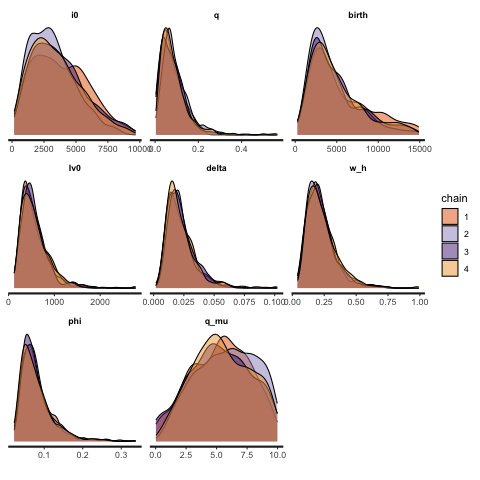 i0 q birth
0 2500 5000 7500 10000 0.0 0.2 0.4 0 5000 10000 15000
lv0 delta w_h
0 1000 2000 0.000 0.025 0.050 0.075 0.100 0.00 0.25 0.50 0.75 1.00
chain
1
2
3
4
phi q_mu
0.1 0.2 0.3 0.0 2.5 5.0 7.5 10.0